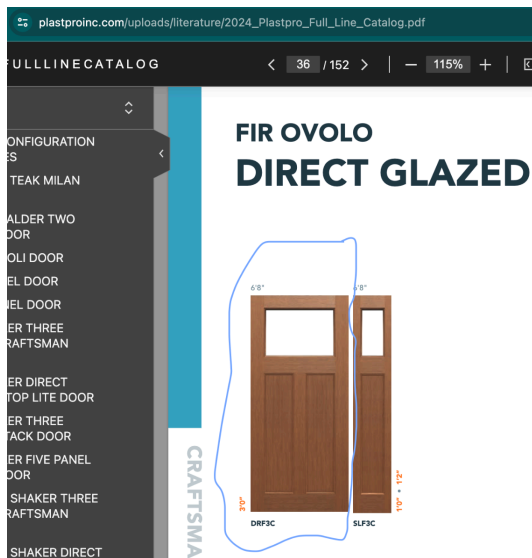 plastproinc.com/uploads/literature/2024_Plastpro_Full_Line_Catalog.pdf
FULLLINECATALOG
36 / 152
115%
ONFIGURATION
ES
TEAK MILAN
ALDER TWO
OOR
OLI DOOR
EL DOOR
NEL DOOR
ER THREE
RAFTSMAN
ER DIRECT
TOP LITE DOOR
ER THREE
TACK DOOR
ER FIVE PANEL
OOR
SHAKER THREE
RAFTSMAN
SHAKER DIRECT
FIR OVOLO
DIRECT GLAZED
6'8"
6'8"
3'0"
1'0" • 1'2"
DRF3C
SLF3C
CRAFTSMA